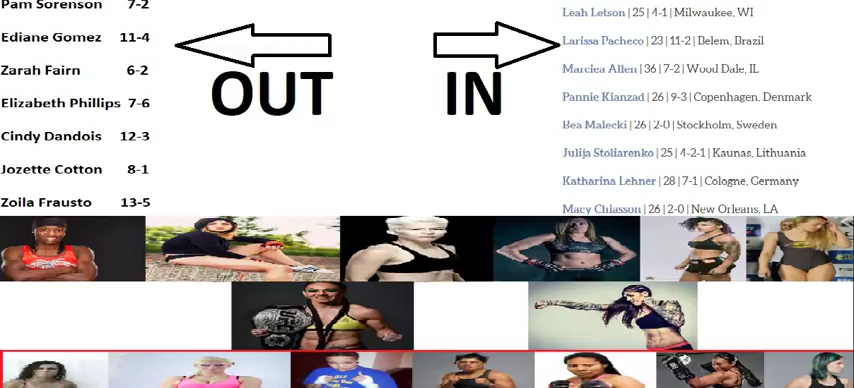 Pam Sorenson 7-2
Ediane Gomez 11-4
Zarah Fairn 6-2
Elizabeth Phillips 7-6
Cindy Dandois 12-3
Jozette Cotton 8-1
Zoila Frausto 13-5
OUT
IN
Leah Letson | 25 | 4-1 | Milwaukee, WI
Larissa Pacheco | 23 | 11-2 | Belem, Brazil
Marciea Allen | 36 | 7-2 | Wood Dale, IL
Pannie Kianzad | 26 | 9-3 | Copenhagen, Denmark
Bea Malecki | 26 | 2-0 | Stockholm, Sweden
Julija Stoliarenko | 25 | 4-2-1 | Kaunas, Lithuania
Katharina Lehner | 28 | 7-1 | Cologne, Germany
Macy Chiasson | 26 | 2-0 | New Orleans, LA